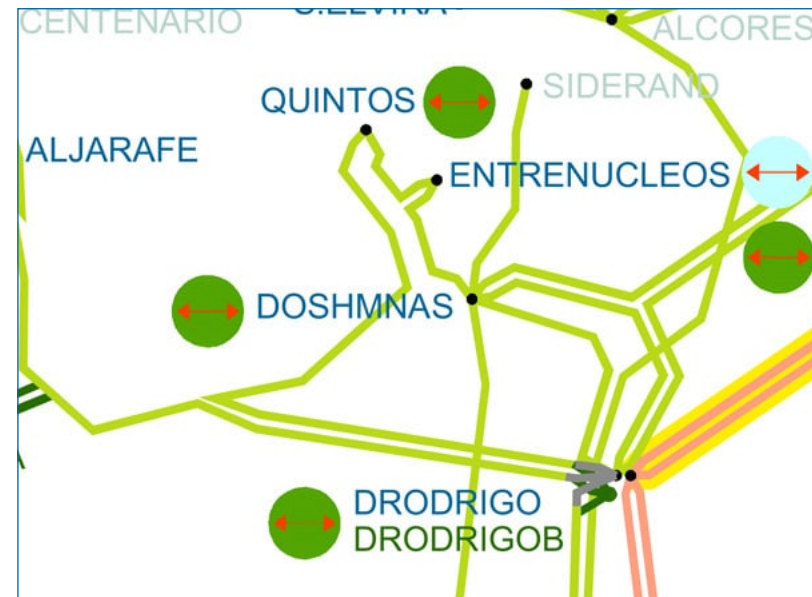 CENTENARIO
ALCORES
SIDERAND
QUINTOS
ALJARAFE
ENTRENUCLEOS
DOSHMNAS
DRODRIGO
DRODRIGOB